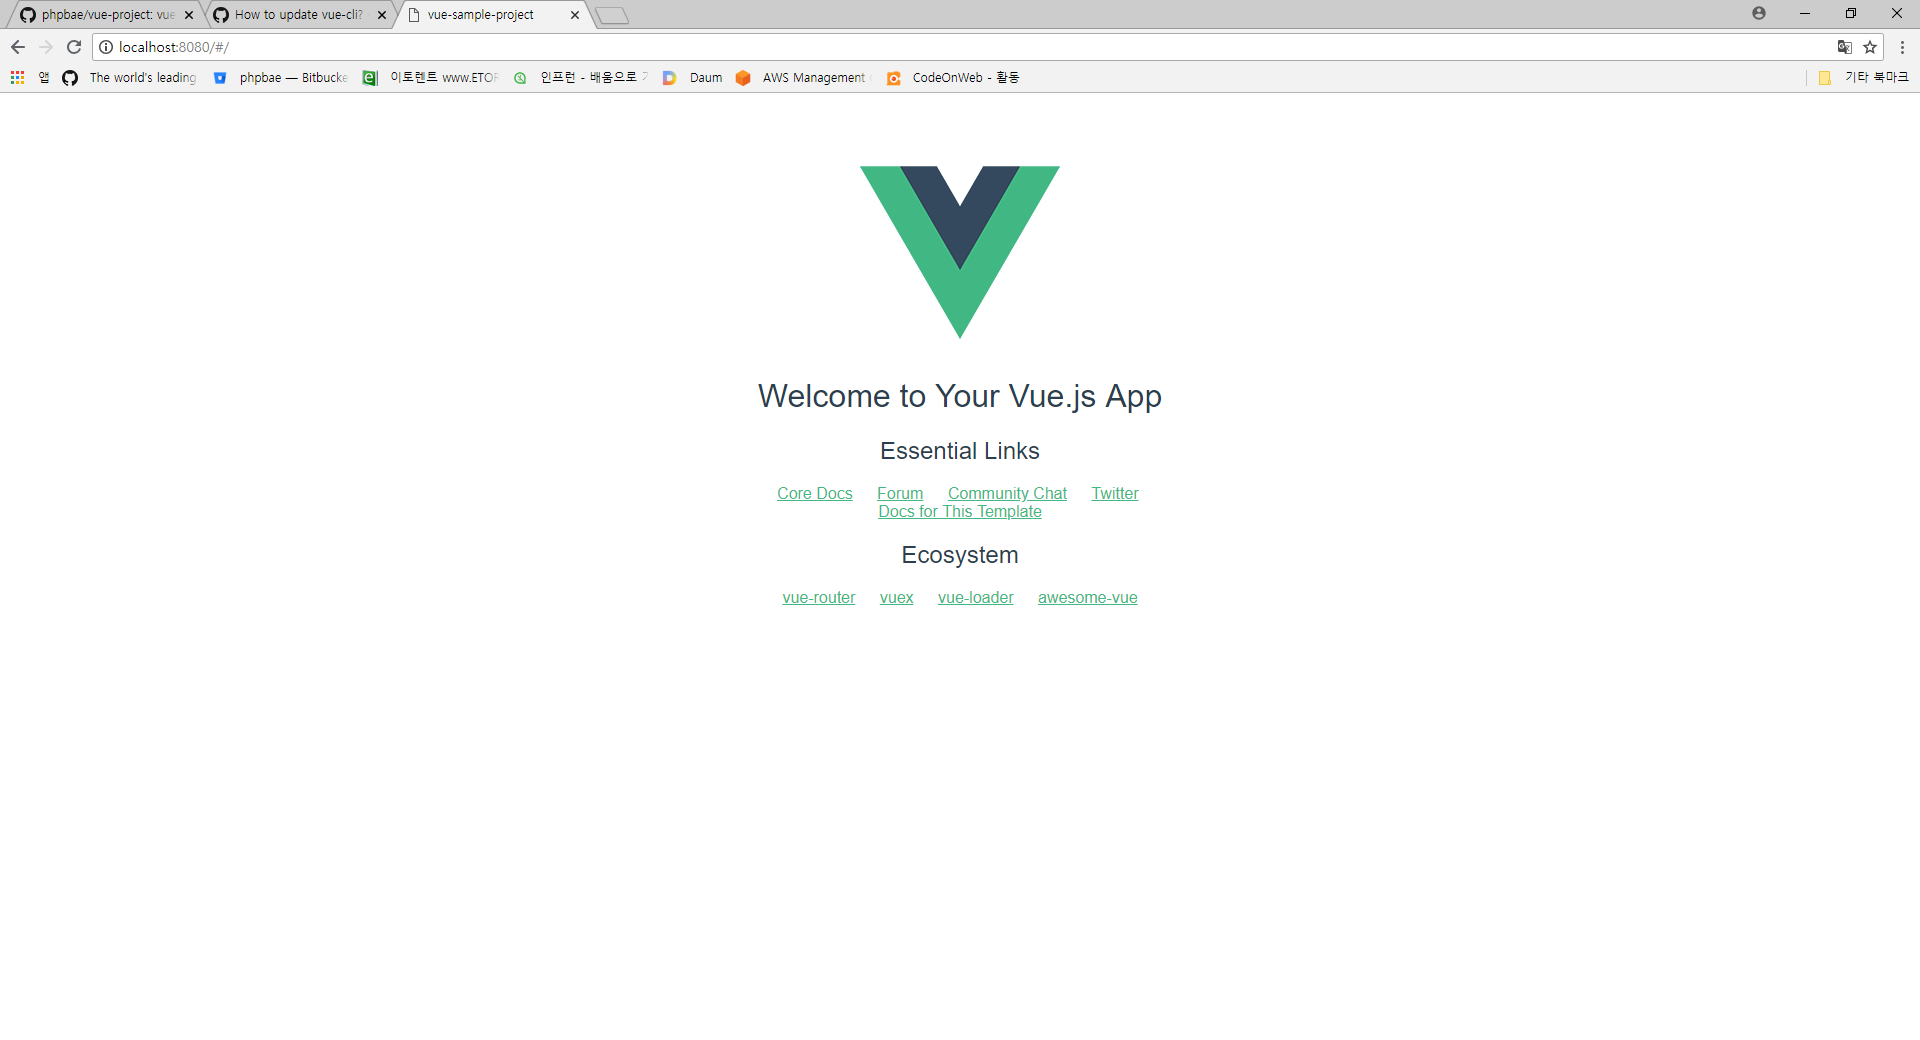 phpbae/vue-project: vue
How to update vue-cli?
vue-sample-project
localhost:8080/#/
앱 The world's leading phpbae — Bitbucke 이토렌트 www.ETOR 인프런 - 배움으로 Daum AWS Management CodeOnWeb - 활동 기타 북마크
Welcome to Your Vue.js App
Essential Links
Core Docs Forum Community Chat Twitter
Docs for This Template
Ecosystem
vue-router vuex vue-loader awesome-vue